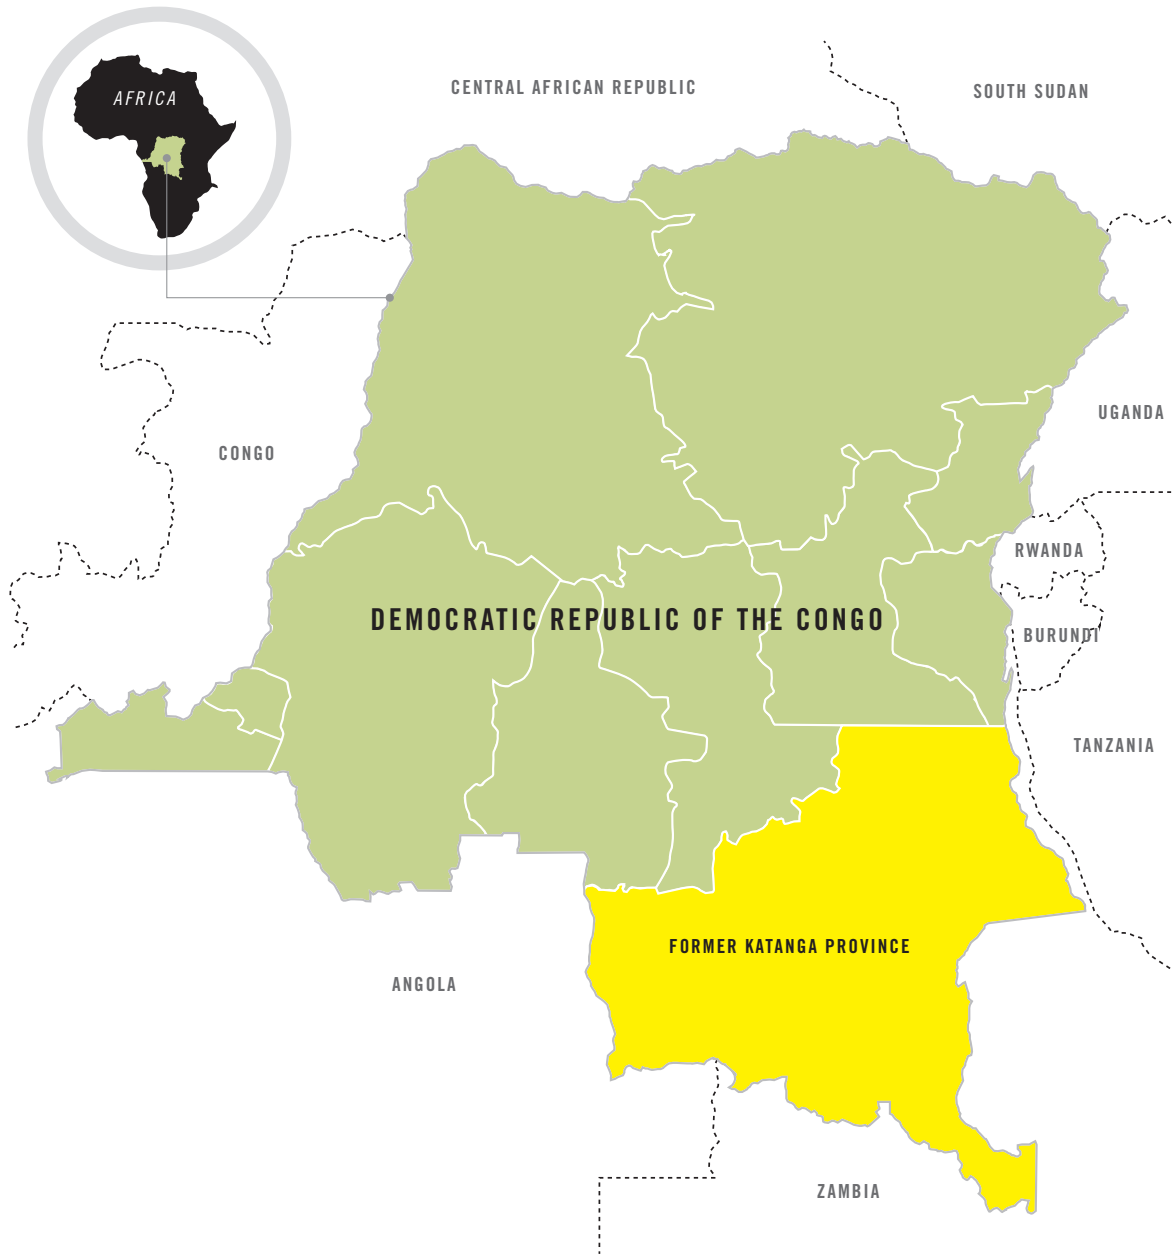 CENTRAL AFRICAN REPUBLIC
SOUTH SUDAN
AFRICA
UGANDA
CONGO
RWANDA
DEMOCRATIC REPUBLIC OF THE CONGO
BURUNDI
TANZANIA
FORMER KATANGA PROVINCE
ANGOLA
ZAMBIA